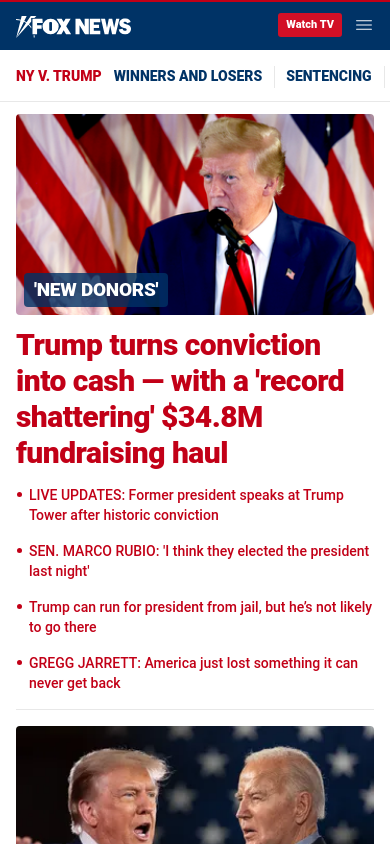 FOX NEWS
Watch TV
NY V. TRUMP
WINNERS AND LOSERS
SENTENCING
'NEW DONORS'
Trump turns conviction
into cash — with a 'record
shattering' $34.8M
fundraising haul
LIVE UPDATES: Former president speaks at Trump
Tower after historic conviction
SEN. MARCO RUBIO: 'I think they elected the president
last night'
Trump can run for president from jail, but he’s not likely
to go there
GREGG JARRETT: America just lost something it can
never get back